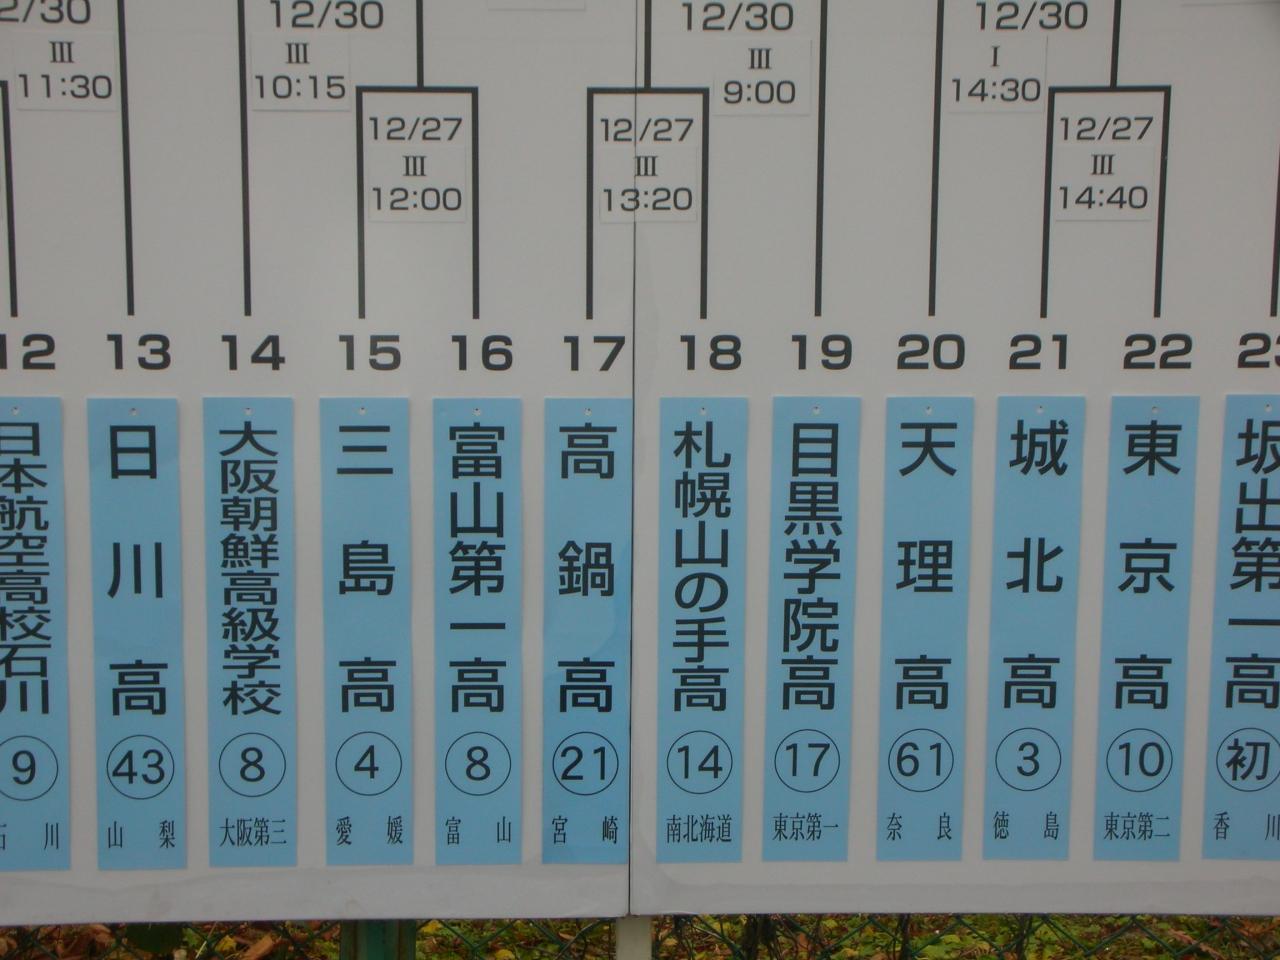 12/30
12/30
12/30
12/30
III
11:30
III
10:15
III
9:00
I
14:30
12/27
III
12:00
12/27
III
13:20
12/27
III
14:40
12
13
14
15
16
17
18
19
20
21
22
23
日本航空高校石川
⑨
石川
日川高
㊸
山梨
大阪朝鮮高級学校
⑧
大阪第三
三島高
④
愛媛
富山第一高
⑧
富山
高鍋高
㉑
宮崎
札幌山の手高
⑭
南北海道
目黒学院高
⑰
東京第一
天理高
61
奈良
城北高
③
徳島
東京高
⑩
東京第二
坂出第一高
初
香川